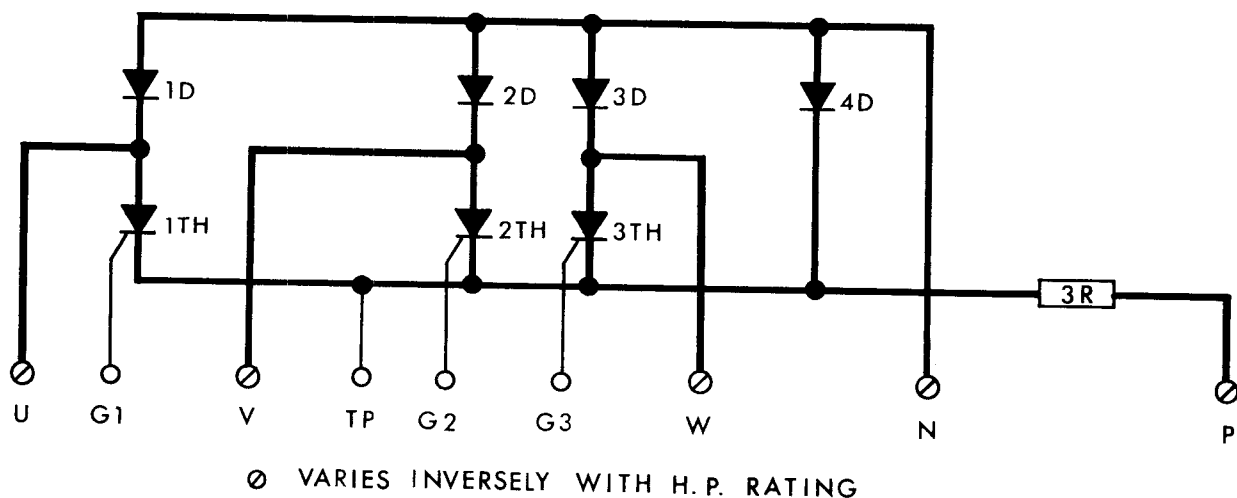 1D
2D
3D
4D
1TH
2TH
3TH
3R
U
G1
V
TP
G2
G3
W
N
P
VARIES INVERSELY WITH H.P. RATING